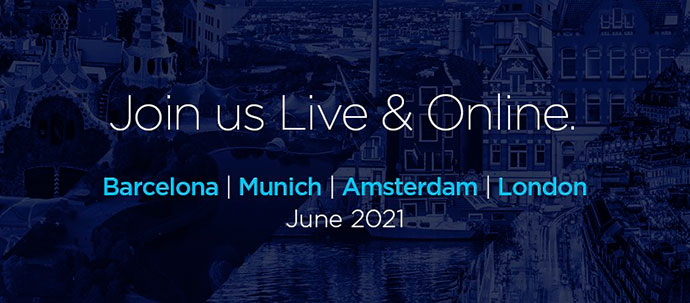 Join us Live & Online.
Barcelona | Munich | Amsterdam | London
June 2021